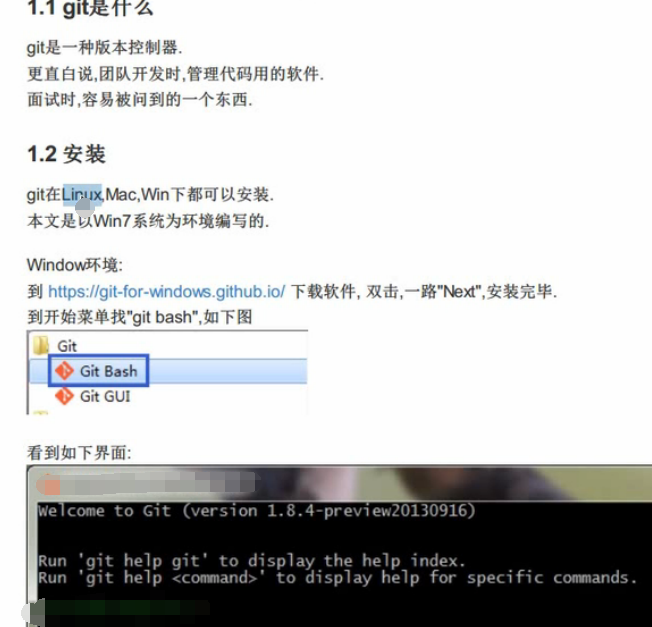 1.1 git是什么
git是一种版本控制器.
更直白说,团队开发时,管理代码用的软件.
面试时,容易被问到的一个东西.
1.2 安装
git在Linux,Mac,Win下都可以安装.
本文是以Win7系统为环境编写的.
Window环境:
到 https://git-for-windows.github.io/ 下载软件, 双击,一路"Next",安装完毕.
到开始菜单找"git bash",如下图
Git
Git Bash
Git GUI
看到如下界面:
Welcome to Git (version 1.8.4-preview20130916)
Run 'git help git' to display the help index.
Run 'git help <command>' to display help for specific commands.